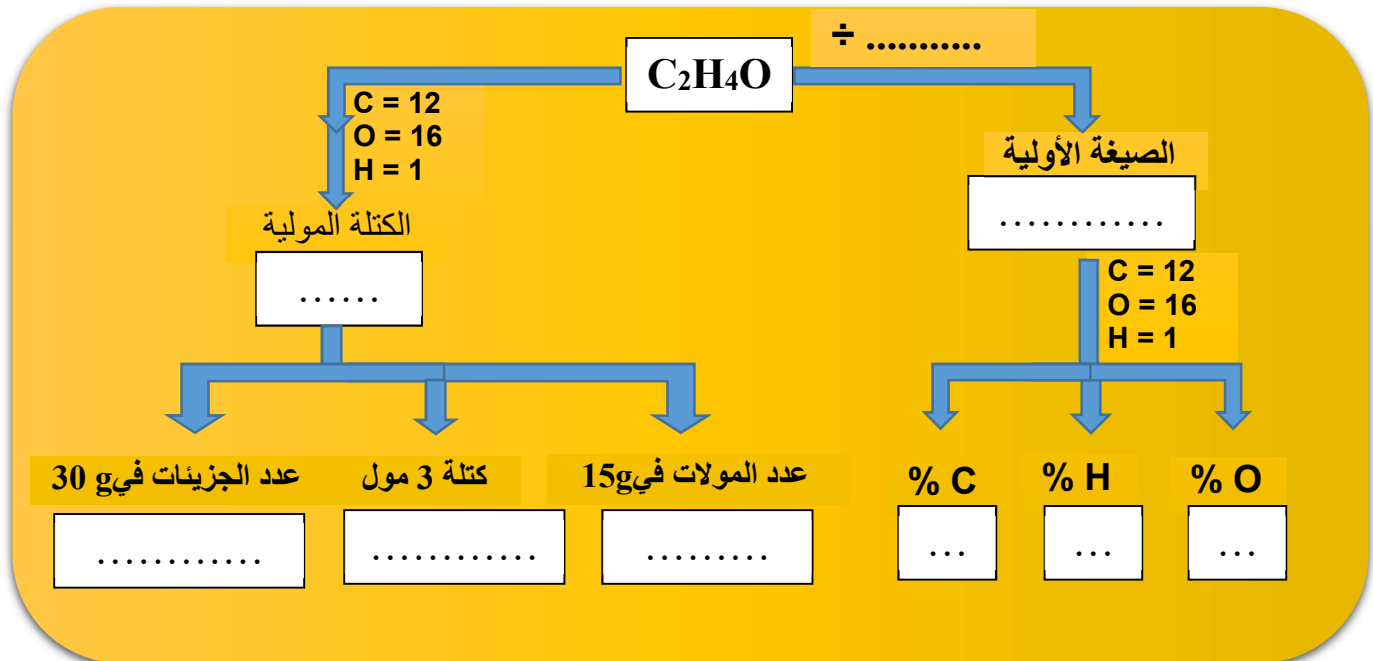 ÷ ...........
C₂H₄O
C = 12
O = 16
H = 1
الصيغة الأولية
............
الكتلة المولية
......
C = 12
O = 16
H = 1
عدد الجزيئات في30 g
كتلة 3 مول
عدد المولات في15g
% C
% H
% O
............
............
.........
...
...
...